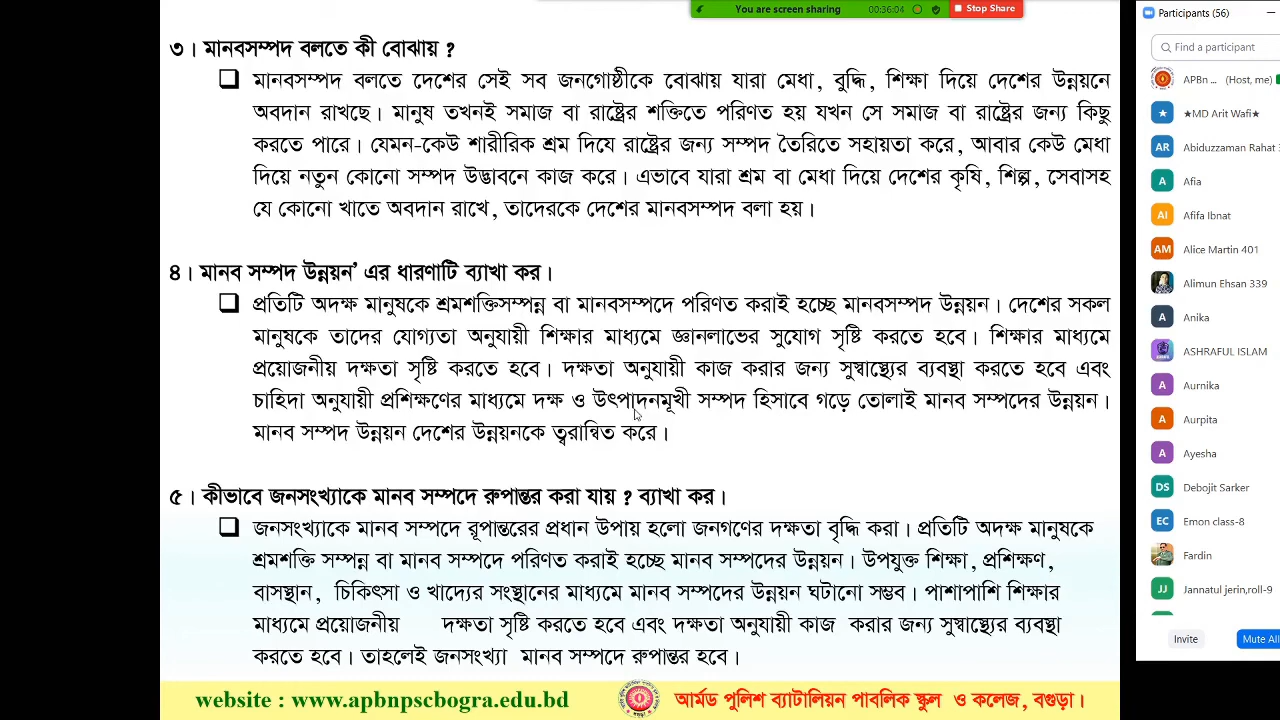 You are screen sharing 00:36:04 Stop Share
৩। মানবসম্পদ বলতে কী বোঝায় ?
মানবসম্পদ বলতে দেশের সেই সব জনগোষ্ঠীকে বোঝায় যারা মেধা, বুদ্ধি, শিক্ষা দিয়ে দেশের উন্নয়নে
অবদান রাখছে। মানুষ তখনই সমাজ বা রাষ্ট্রের শক্তিতে পরিণত হয় যখন সে সমাজ বা রাষ্ট্রের জন্য কিছু
করতে পারে। যেমন-কেউ শারীরিক শ্রম দিযে রাষ্ট্রের জন্য সম্পদ তৈরিতে সহায়তা করে, আবার কেউ মেধা
দিয়ে নতুন কোনো সম্পদ উদ্ভাবনে কাজ করে। এভাবে যারা শ্রম বা মেধা দিয়ে দেশের কৃষি, শিল্প, সেবাসহ
যে কোনো খাতে অবদান রাখে, তাদেরকে দেশের মানবসম্পদ বলা হয়।
৪। মানব সম্পদ উন্নয়ন’ এর ধারণাটি ব্যাখা কর।
প্রতিটি অদক্ষ মানুষকে শ্রমশক্তিসম্পন্ন বা মানবসম্পদে পরিণত করাই হচ্ছে মানবসম্পদ উন্নয়ন। দেশের সকল
মানুষকে তাদের যোগ্যতা অনুযায়ী শিক্ষার মাধ্যমে জ্ঞানলাভের সুযোগ সৃষ্টি করতে হবে। শিক্ষার মাধ্যমে
প্রয়োজনীয় দক্ষতা সৃষ্টি করতে হবে। দক্ষতা অনুযায়ী কাজ করার জন্য সুস্বাস্থ্যের ব্যবস্থা করতে হবে এবং
চাহিদা অনুযায়ী প্রশিক্ষণের মাধ্যমে দক্ষ ও উৎপাদনমূখী সম্পদ হিসাবে গড়ে তোলাই মানব সম্পদের উন্নয়ন।
মানব সম্পদ উন্নয়ন দেশের উন্নয়নকে ত্বরান্বিত করে।
৫। কীভাবে জনসংখ্যাকে মানব সম্পদে রুপান্তর করা যায় ? ব্যাখা কর।
জনসংখ্যাকে মানব সম্পদে রূপান্তরের প্রধান উপায় হলো জনগণের দক্ষতা বৃদ্ধি করা। প্রতিটি অদক্ষ মানুষকে
শ্রমশক্তি সম্পন্ন বা মানব সম্পদে পরিণত করাই হচ্ছে মানব সম্পদের উন্নয়ন। উপযুক্ত শিক্ষা, প্রশিক্ষণ,
বাসস্থান, চিকিৎসা ও খাদ্যের সংস্থানের মাধ্যমে মানব সম্পদের উন্নয়ন ঘটানো সম্ভব। পাশাপাশি শিক্ষার
মাধ্যমে প্রয়োজনীয় দক্ষতা সৃষ্টি করতে হবে এবং দক্ষতা অনুযায়ী কাজ করার জন্য সুস্বাস্থ্যের ব্যবস্থা
করতে হবে। তাহলেই জনসংখ্যা মানব সম্পদে রুপান্তর হবে।
website : www.apbnpscbogra.edu.bd আর্মড পুলিশ ব্যাটালিয়ন পাবলিক স্কুল ও কলেজ, বগুড়া।
Participants (56)
Find a participant
APBn ... (Host, me)
★MD Arit Wafi★
AR Abiduzzaman Rahat 3
A Afia
AI Afifa Ibnat
AM Alice Martin 401
Alimun Ehsan 339
A Anika
ASHRAFUL ISLAM
A Aurnika
A Aurpita
A Ayesha
DS Debojit Sarker
EC Emon class-8
Fardin
JJ Jannatul jerin,roll-9
Invite Mute All